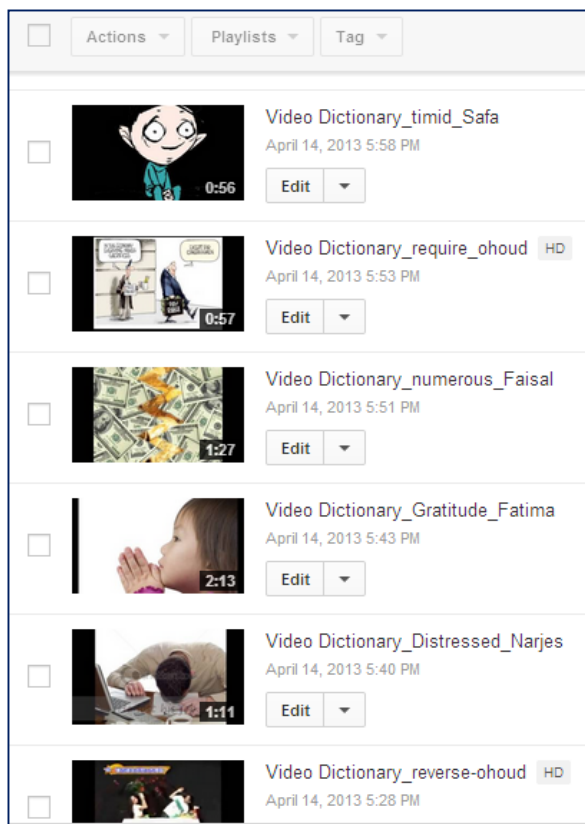 Actions Playlists Tag
Video Dictionary_timid_Safa
April 14, 2013 5:58 PM
0:56
Edit
Video Dictionary_require_ohoud HD
April 14, 2013 5:53 PM
0:57
Edit
Video Dictionary_numerous_Faisal
April 14, 2013 5:51 PM
1:27
Edit
Video Dictionary_Gratitude_Fatima
April 14, 2013 5:43 PM
2:13
Edit
Video Dictionary_Distressed_Narjes
April 14, 2013 5:40 PM
1:11
Edit
Video Dictionary_reverse-ohoud HD
April 14, 2013 5:28 PM